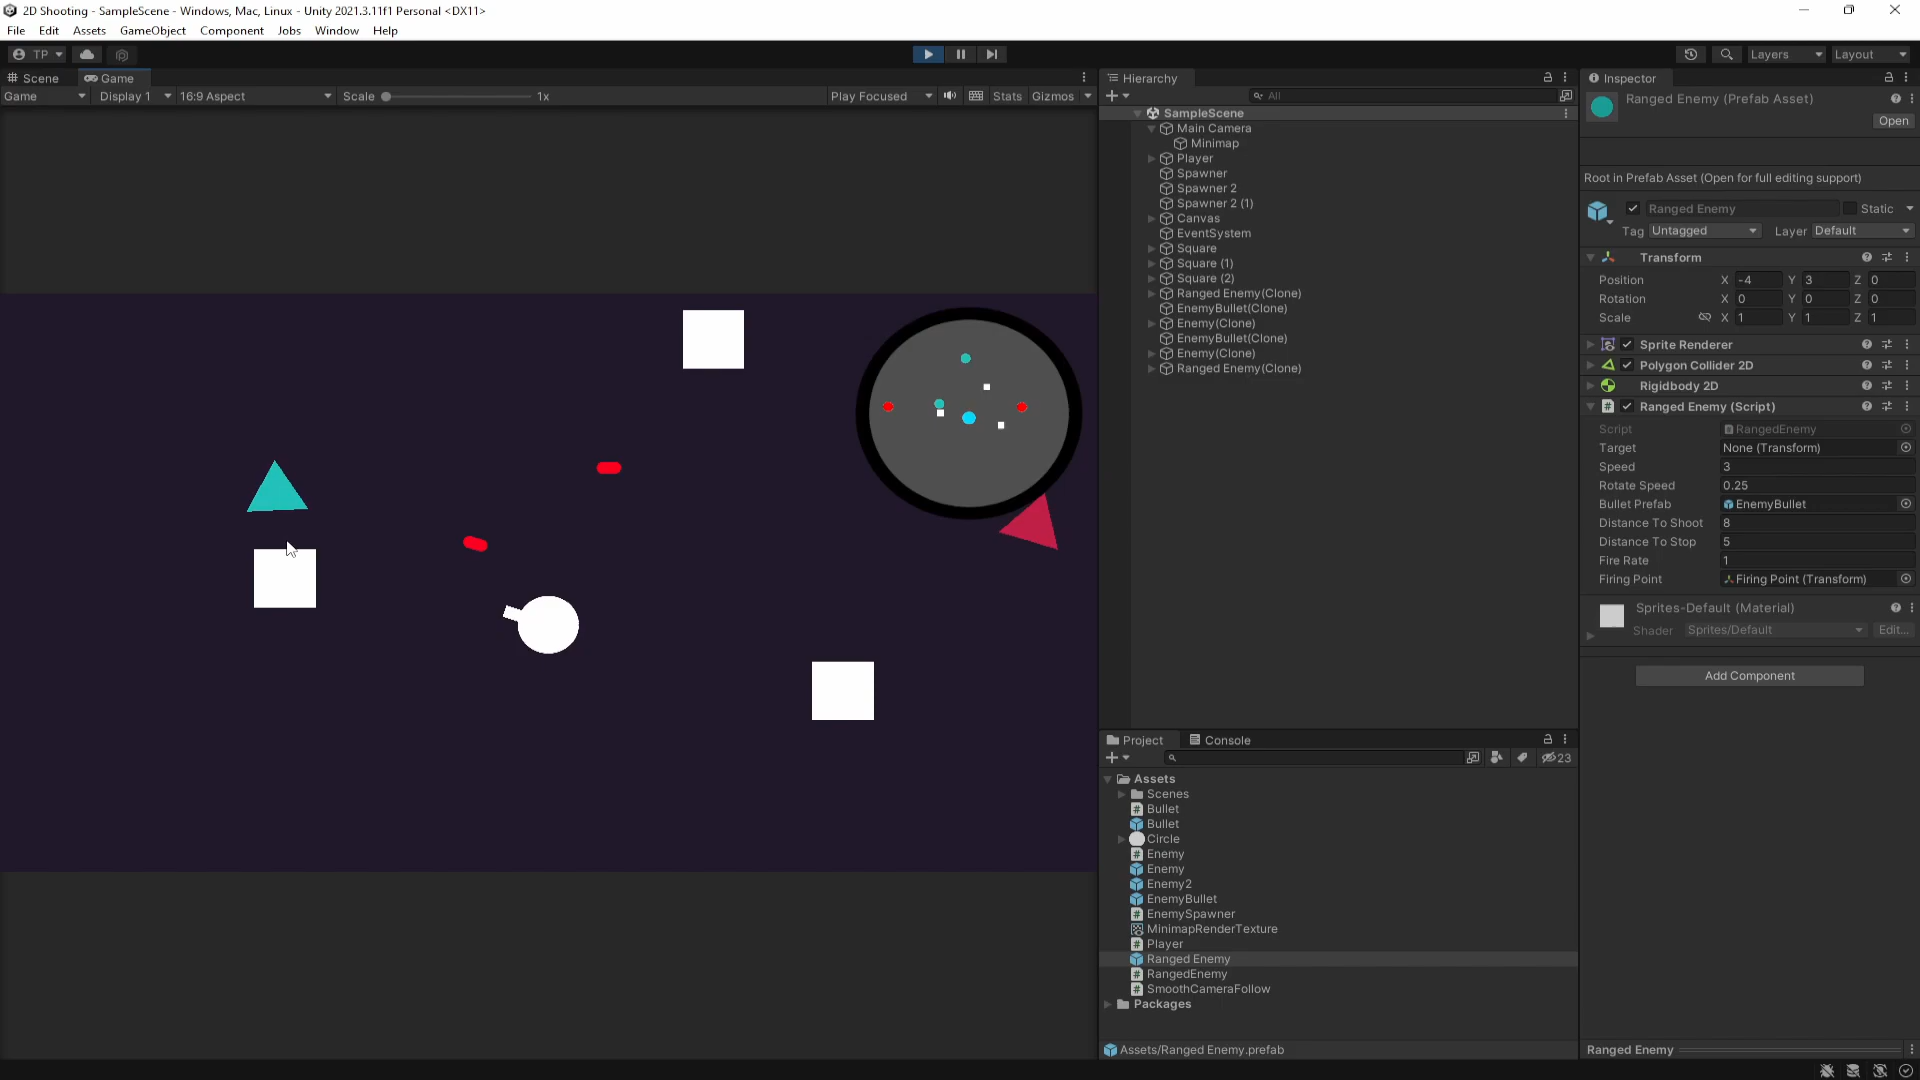 2D Shooting - SampleScene - Windows, Mac, Linux - Unity 2021.3.11f1 Personal <DX11>
File Edit Assets GameObject Component Jobs Window Help
TP Layers Layout
Scene Game
Game Display 1 16:9 Aspect Scale 1x Play Focused Stats Gizmos
Hierarchy
All
SampleScene
Main Camera
Minimap
Player
Spawner
Spawner 2
Spawner 2 (1)
Canvas
EventSystem
Square
Square (1)
Square (2)
Ranged Enemy(Clone)
EnemyBullet(Clone)
Enemy(Clone)
EnemyBullet(Clone)
Enemy(Clone)
Ranged Enemy(Clone)
Project Console
23
Assets
Scenes
Bullet
Bullet
Circle
Enemy
Enemy
Enemy2
EnemyBullet
EnemySpawner
MinimapRenderTexture
Player
Ranged Enemy
RangedEnemy
SmoothCameraFollow
Packages
Assets/Ranged Enemy.prefab
Inspector
Ranged Enemy (Prefab Asset)
Open
Root in Prefab Asset (Open for full editing support)
Ranged Enemy Static
Tag Untagged Layer Default
Transform
Position X -4 Y 3 Z 0
Rotation X 0 Y 0 Z 0
Scale X 1 Y 1 Z 1
Sprite Renderer
Polygon Collider 2D
Rigidbody 2D
Ranged Enemy (Script)
Script RangedEnemy
Target None (Transform)
Speed 3
Rotate Speed 0.25
Bullet Prefab EnemyBullet
Distance To Shoot 8
Distance To Stop 5
Fire Rate 1
Firing Point Firing Point (Transform)
Sprites-Default (Material)
Shader Sprites/Default Edit...
Add Component
Ranged Enemy